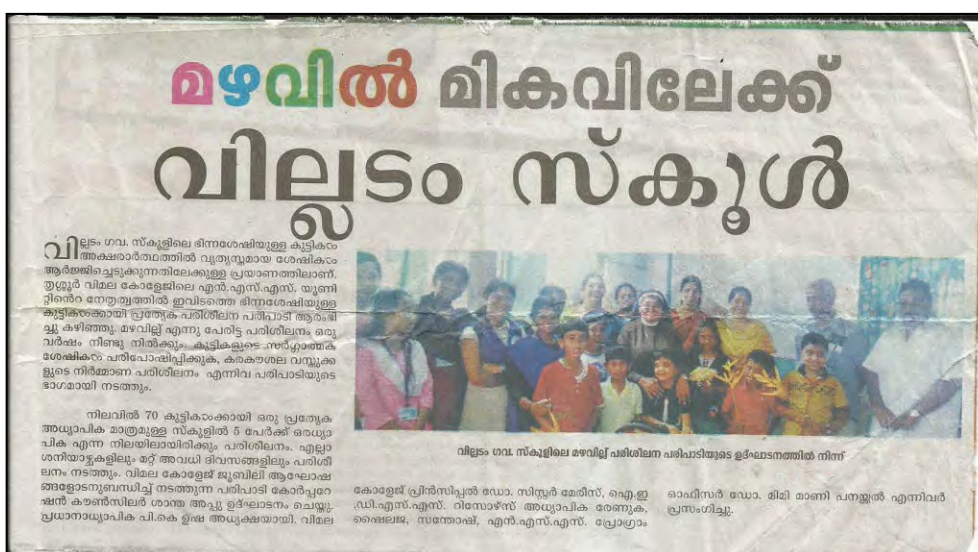 മഴവിൽ മികവിലേക്ക്
വില്ലടം സ്കൂൾ
വില്ലടം ഗവ. സ്കൂളിലെ ഭിന്നശേഷിയുള്ള കുട്ടികൾ
അക്ഷരാർത്ഥത്തിൽ വ്യത്യസ്തമായ ശേഷികൾ
ആർജ്ജിച്ചെടുക്കുന്നതിലേക്കുള്ള പ്രയാണത്തിലാണ്.
തൃശ്ശൂർ വിമല കോളേജിലെ എൻ.എസ്.എസ്. യൂണി
റ്റിൻെറ നേതൃത്വത്തിൽ ഇവിടത്തെ ഭിന്നശേഷിയുള്ള
കുട്ടികൾക്കായി പ്രത്യേക പരിശീലന പരിപാടി ആരംഭി
ച്ചു കഴിഞ്ഞു. മഴവില്ല് എന്നു പേരിട്ട പരിശീലനം ഒരു
വർഷം നീണ്ടു നിൽക്കും. കുട്ടികളുടെ സർഗ്ഗാത്മക
ശേഷികൾ പരിപോഷിപ്പിക്കുക, കരകൗശല വസ്തുക്ക
ളുടെ നിർമ്മാണ പരിശീലനം എന്നിവ പരിപാടിയുടെ
ഭാഗമായി നടത്തും.
നിലവിൽ 70 കുട്ടികൾക്കായി ഒരു പ്രത്യേക
അധ്യാപിക മാത്രമുള്ള സ്കൂളിൽ 5 പേർക്ക് ഒരധ്യാ
പിക എന്ന നിലയിലായിരിക്കും പരിശീലനം. എല്ലാ
ശനിയാഴ്ചകളിലും മറ്റ് അവധി ദിവസങ്ങളിലും പരിശീ
ലനം നടത്തും. വിമല കോളേജ് ജൂബിലി ആഘോഷ
ങ്ങളോടനുബന്ധിച്ച് നടത്തുന്ന പരിപാടി കോർപ്പറേ
ഷൻ കൗൺസിലർ ശാന്ത അപ്പു ഉദ്ഘാടനം ചെയ്തു.
പ്രധാനാധ്യാപിക പി.കെ ഉഷ അധ്യക്ഷയായി. വിമല
വില്ലടം ഗവ. സ്കൂളിലെ മഴവില്ല് പരിശീലന പരിപാടിയുടെ ഉദ്ഘാടനത്തിൽ നിന്ന്
കോളേജ് പ്രിൻസിപ്പൽ ഡോ. സിസ്റ്റർ മേരീസ്, ഐ.ഇ
.ഡി.എസ്.എസ്. റിസോഴ്സ് അധ്യാപിക രേണുക,
ഷൈലജ, സന്തോഷ്, എൻ.എസ്.എസ്. പ്രോഗ്രാം
ഓഫീസർ ഡോ. മിമി മാണി പനയ്ക്കൽ എന്നിവർ
പ്രസംഗിച്ചു.